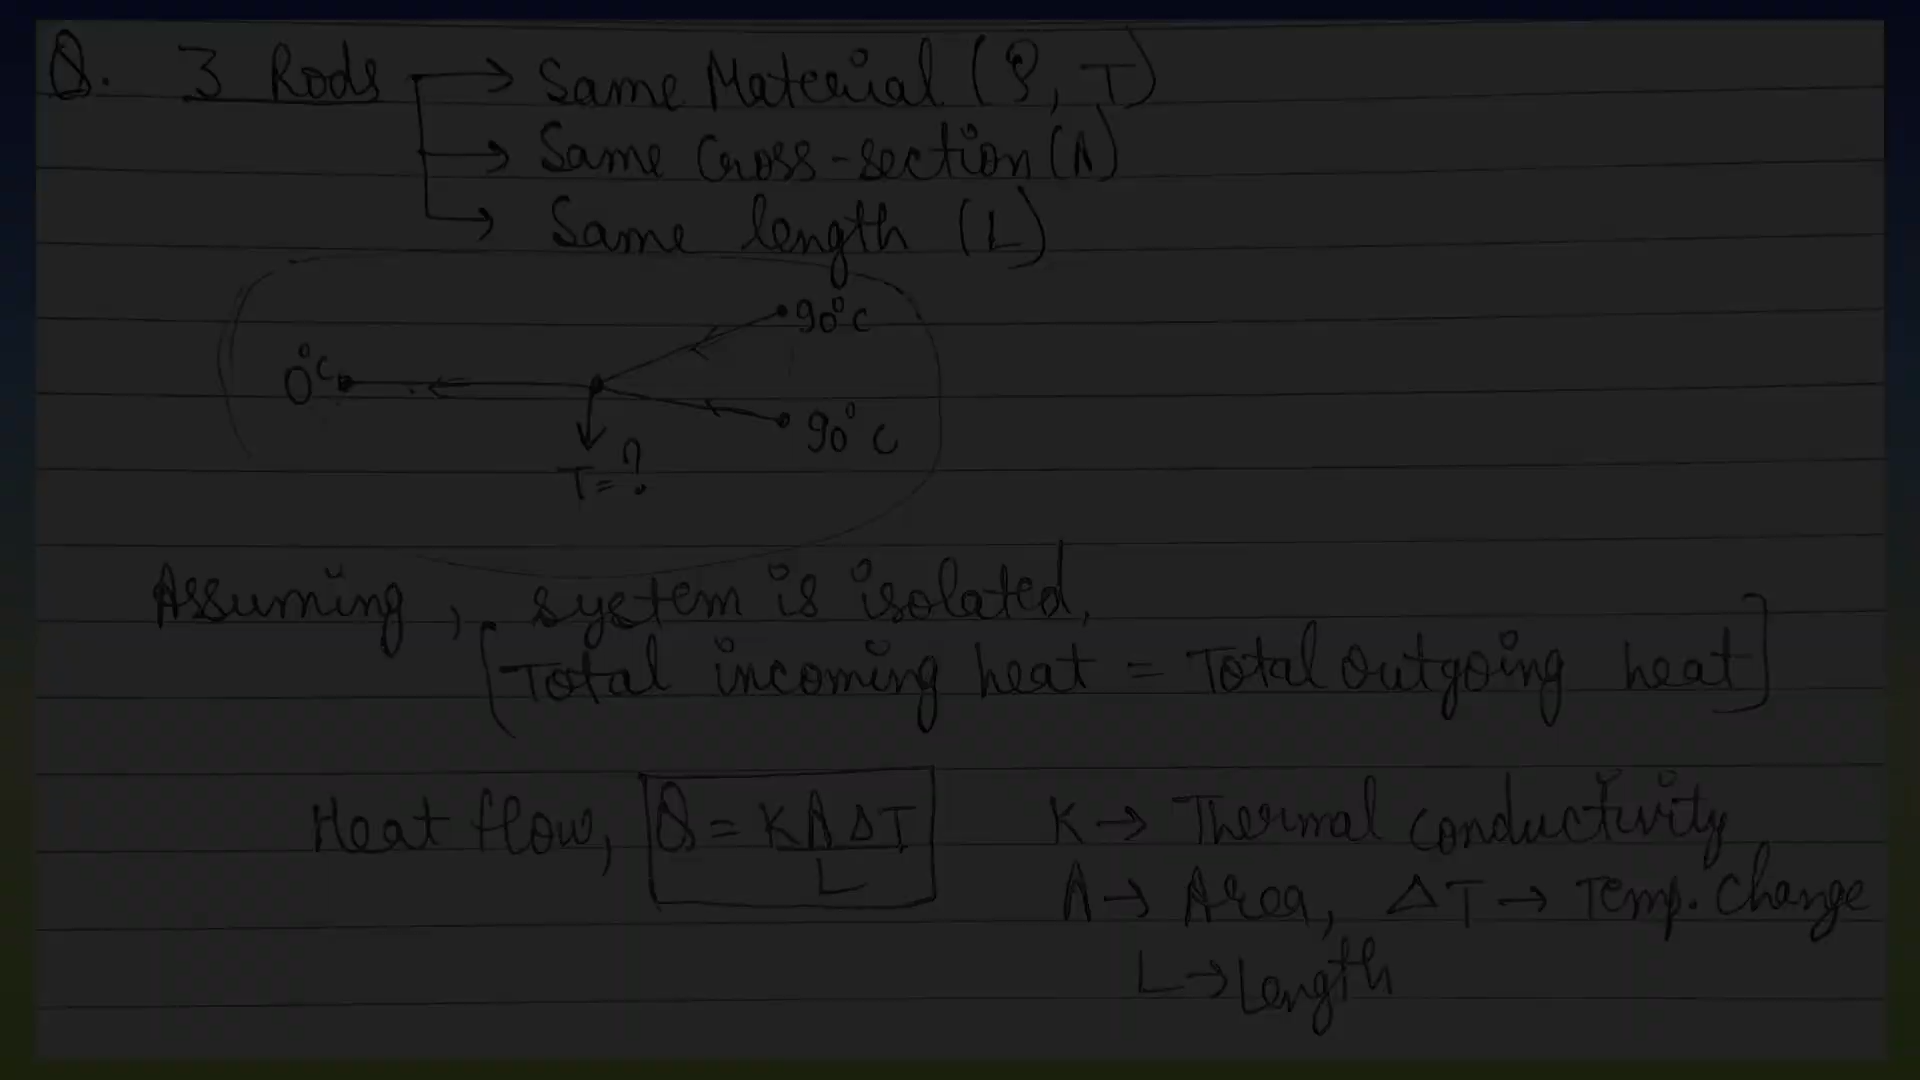 Q. 3 Rods → Same Material (ρ, T)
→ Same Cross-section (A)
→ Same length (L)
90°C
0°C
90°C
T = ?
Assuming, system is isolated,
[Total incoming heat = Total outgoing heat]
Heat flow, Q = KAΔT/L K → Thermal conductivity
A → Area, ΔT → Temp. change
L → Length